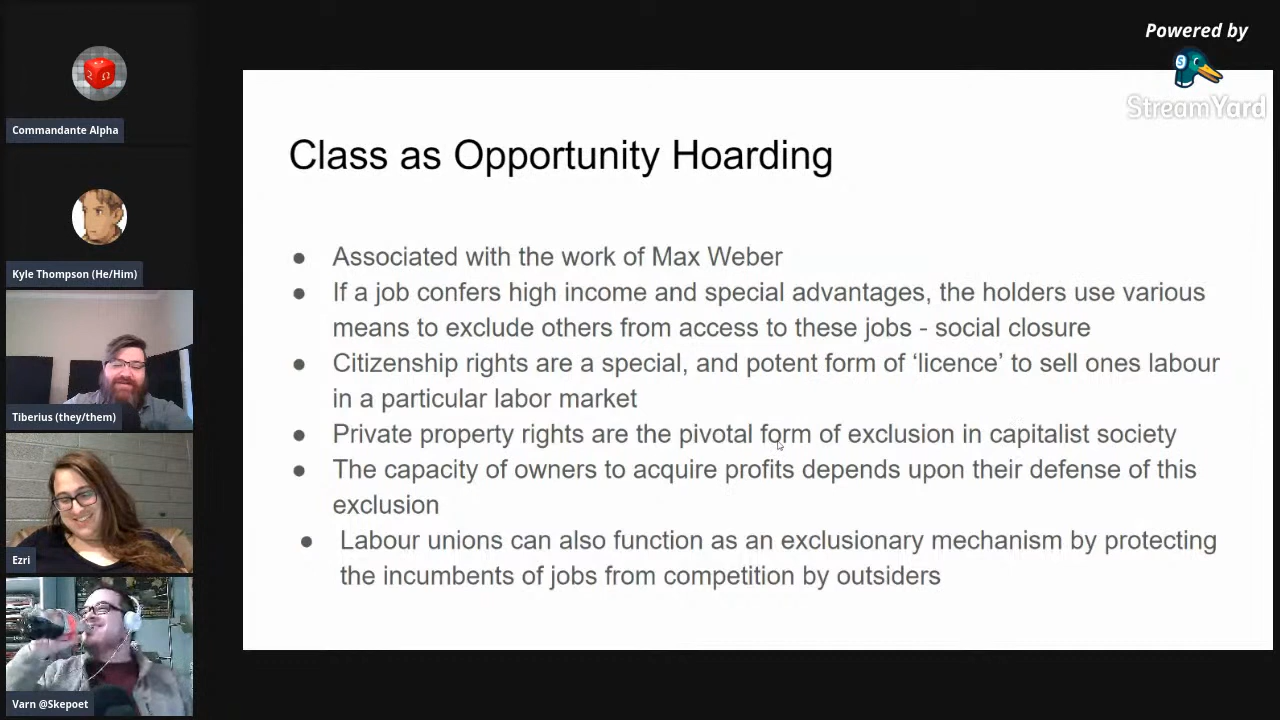 Powered by
StreamYard
Commandante Alpha
Kyle Thompson (He/Him)
Tiberius (they/them)
Ezri
Varn @Skepoet
Class as Opportunity Hoarding
● Associated with the work of Max Weber
● If a job confers high income and special advantages, the holders use various
means to exclude others from access to these jobs - social closure
● Citizenship rights are a special, and potent form of ‘licence’ to sell ones labour
in a particular labor market
● Private property rights are the pivotal form of exclusion in capitalist society
● The capacity of owners to acquire profits depends upon their defense of this
exclusion
● Labour unions can also function as an exclusionary mechanism by protecting
the incumbents of jobs from competition by outsiders